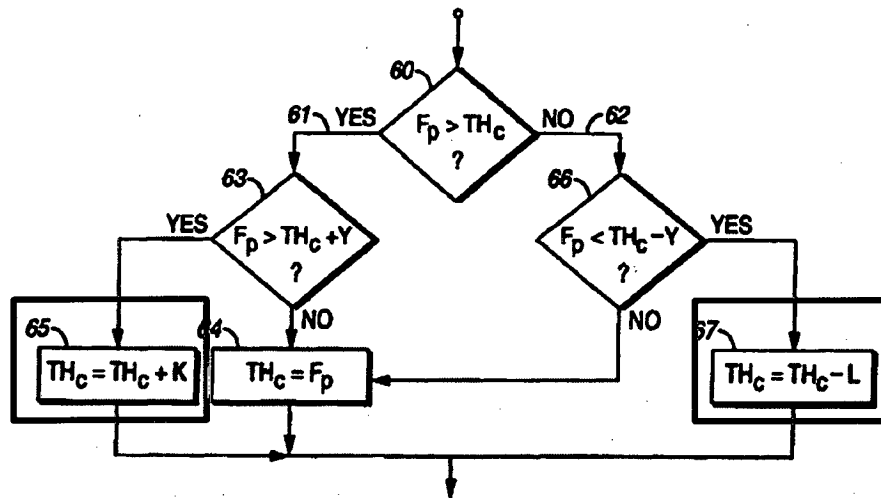 60
61 YES
F_p > TH_c
?
NO 62
63
YES
F_p > TH_c + Y
?
NO
66
F_p < TH_c − Y
?
YES
NO
65
TH_c = TH_c + K
64
TH_c = F_p
67
TH_c = TH_c − L